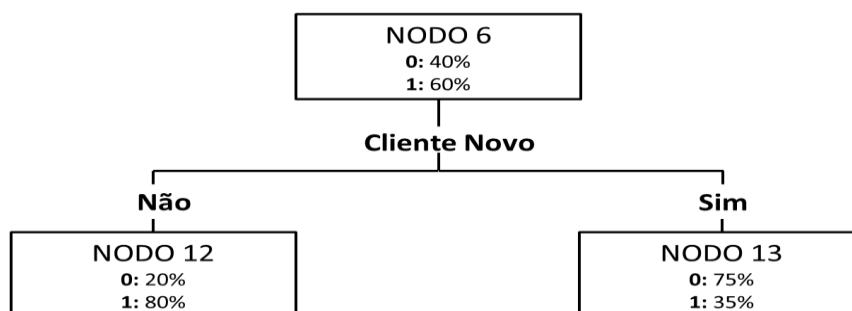 NODO 6
0: 40%
1: 60%
Cliente Novo
Não
Sim
NODO 12
0: 20%
1: 80%
NODO 13
0: 75%
1: 35%